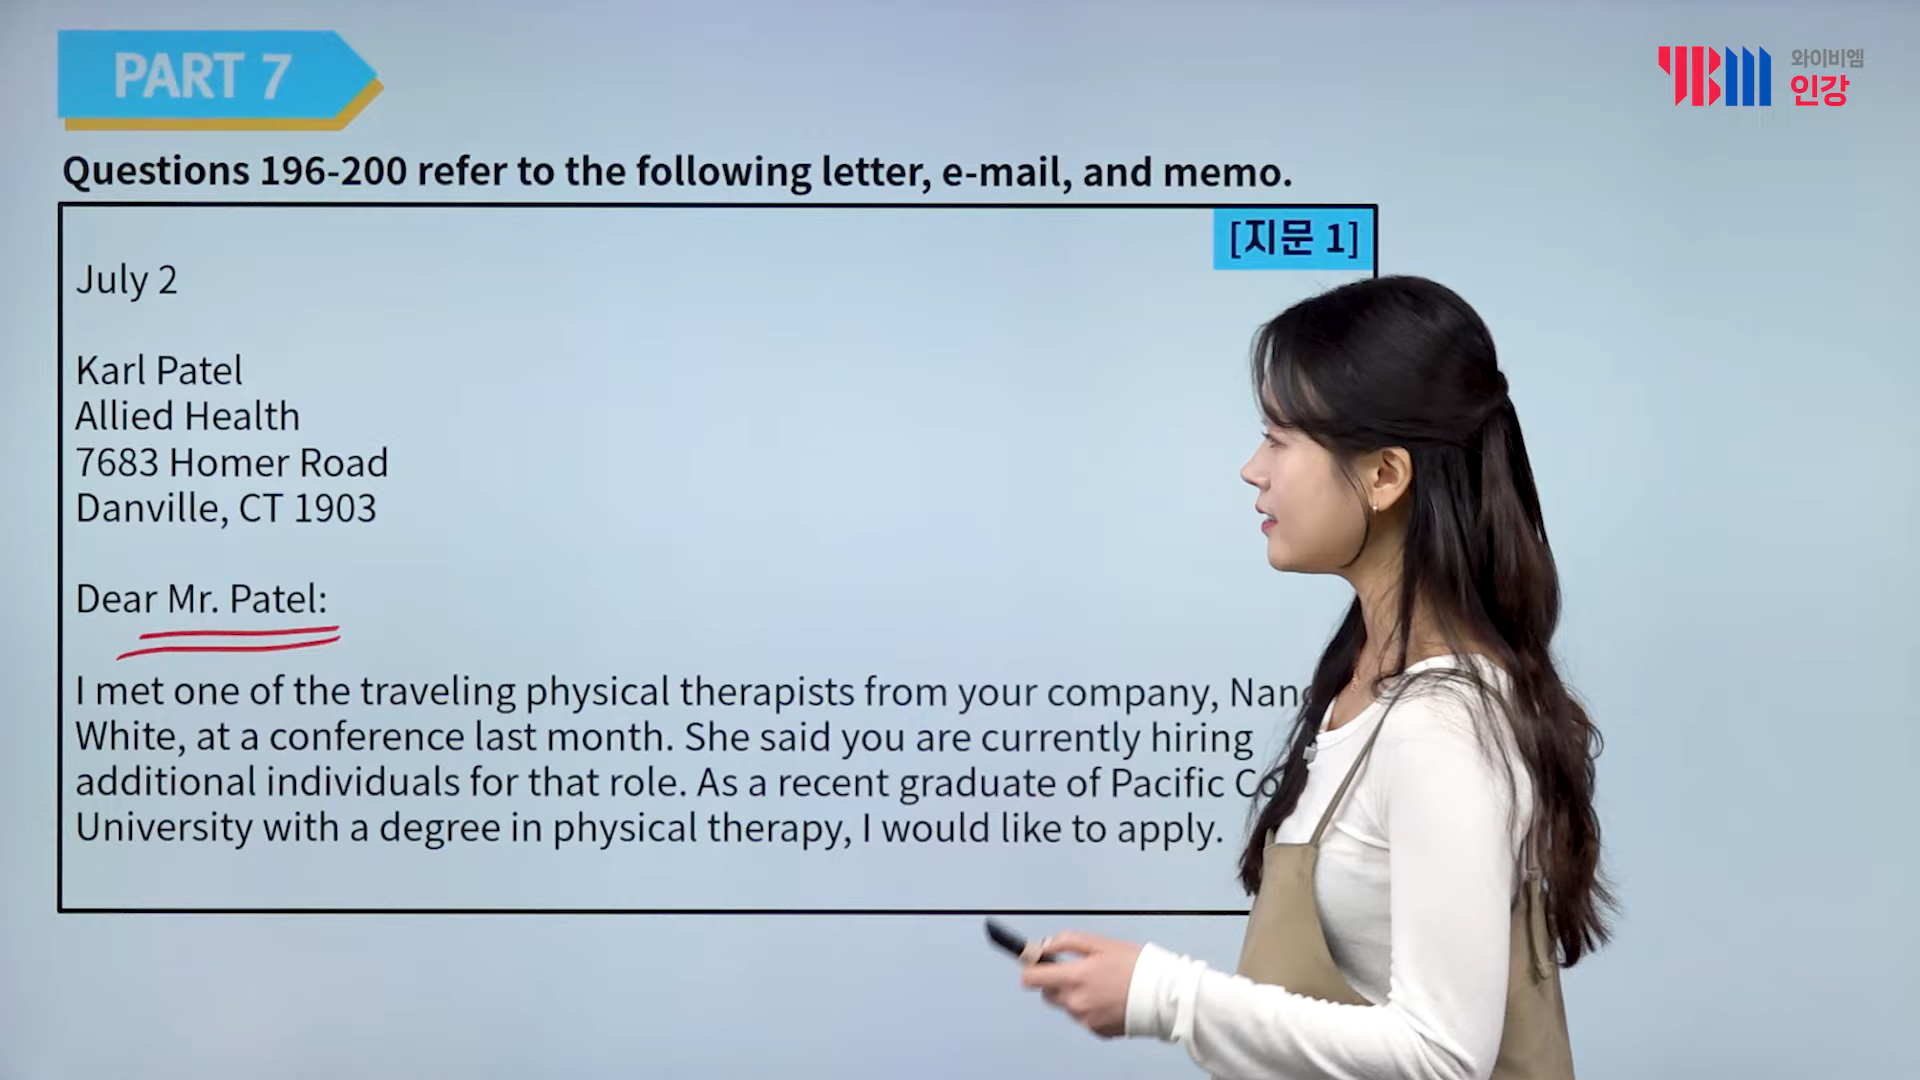 PART 7
YBM 와이비엠
인강
Questions 196-200 refer to the following letter, e-mail, and memo.
[지문 1]
July 2
Karl Patel
Allied Health
7683 Homer Road
Danville, CT 1903
Dear Mr. Patel:
I met one of the traveling physical therapists from your company,
White, at a conference last month. She said you are currently hiring
additional individuals for that role. As a recent graduate of Pacific
University with a degree in physical therapy, I would like to apply.